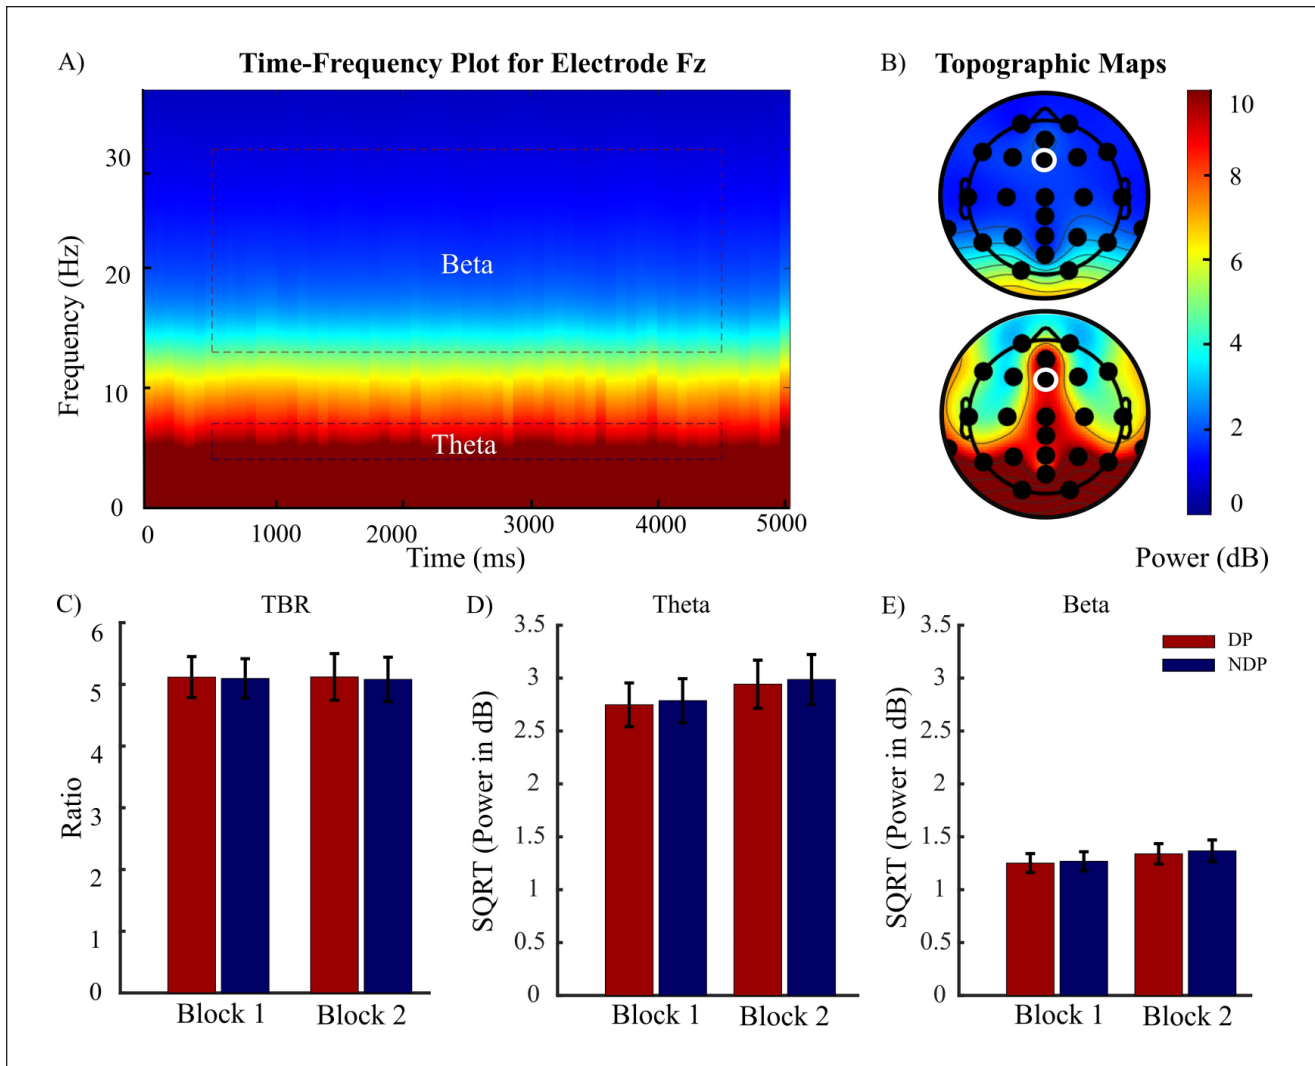 A)
Time-Frequency Plot for Electrode Fz
B)
Topographic Maps
Frequency (Hz)
30
20
10
0
Beta
Theta
0
1000
2000
3000
4000
5000
Time (ms)
10
8
6
4
2
0
Power (dB)
C)
TBR
Ratio
6
5
4
3
2
1
0
Block 1
Block 2
D)
Theta
SQRT (Power in dB)
3.5
3
2.5
2
1.5
1
0.5
0
Block 1
Block 2
E)
Beta
SQRT (Power in dB)
3.5
3
2.5
2
1.5
1
0.5
0
Block 1
Block 2
DP
NDP